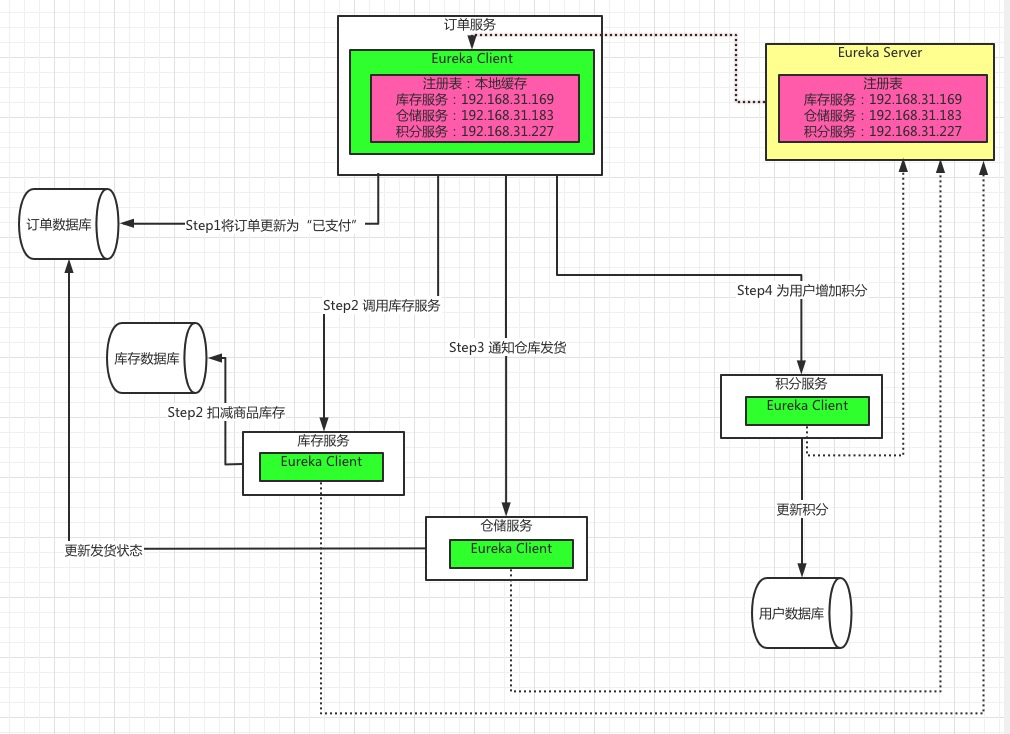 订单服务
Eureka Client
注册表：本地缓存
库存服务：192.168.31.169
仓储服务：192.168.31.183
积分服务：192.168.31.227
Eureka Server
注册表
库存服务：192.168.31.169
仓储服务：192.168.31.183
积分服务：192.168.31.227
订单数据库
Step1将订单更新为“已支付”
Step2 调用库存服务
Step4 为用户增加积分
Step3 通知仓库发货
库存数据库
Step2 扣减商品库存
积分服务
Eureka Client
库存服务
Eureka Client
更新积分
仓储服务
Eureka Client
更新发货状态
用户数据库